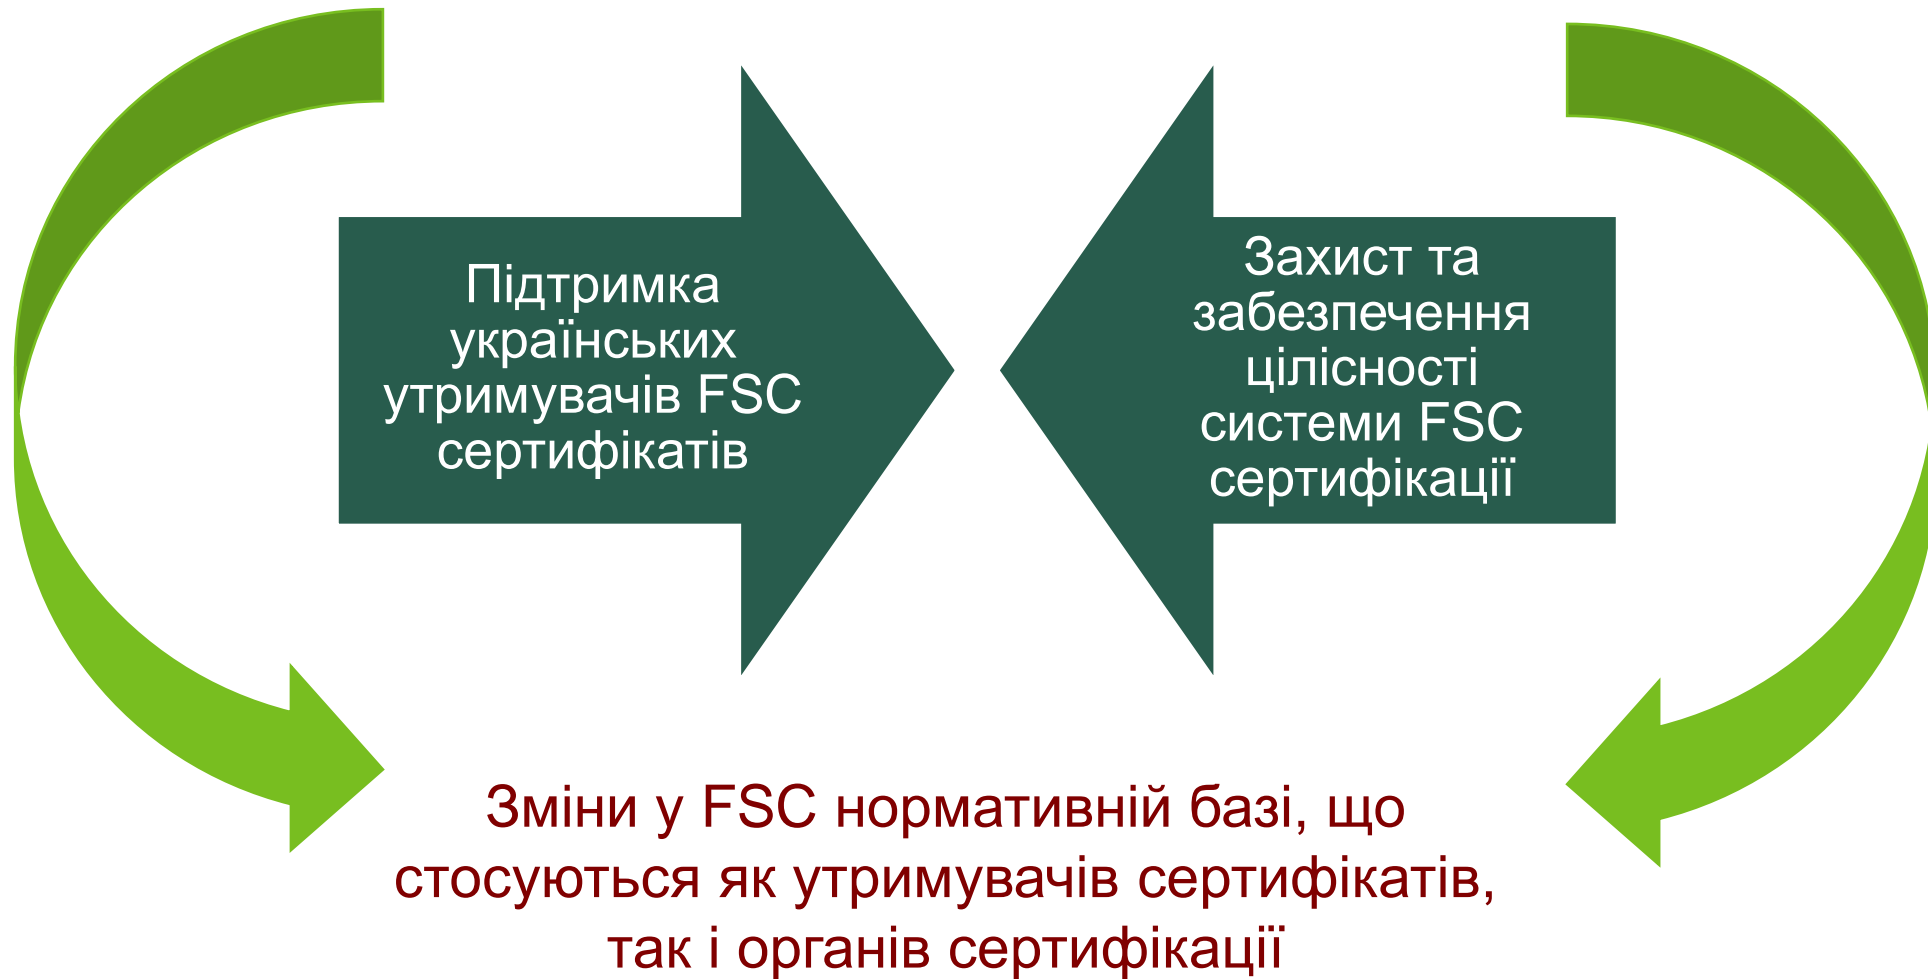 Підтримка
українських
утримувачів FSC
сертифікатів
Захист та
забезпечення
цілісності
системи FSC
сертифікації
Зміни у FSC нормативній базі, що
стосуються як утримувачів сертифікатів,
так і органів сертифікації